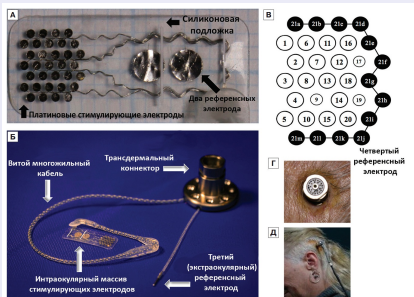 А
Силиконовая
подложка
Два референсных
электрода
Платиновые стимулирующие электроды
Б
Витой многожильный
кабель
Трансдермальный
коннектор
Интраокулярный массив
стимулирующих электродов
Третий
(экстраокулярный)
референсный
электрод
В
21a 21b 21c 21d
1 6 11 16 21e
2 7 12 17 21f
3 8 13 18 21g
4 9 14 19 21h
5 10 15 20 21i
21m 21l 21k 21j
Четвертый
референсный
электрод
Г
Д